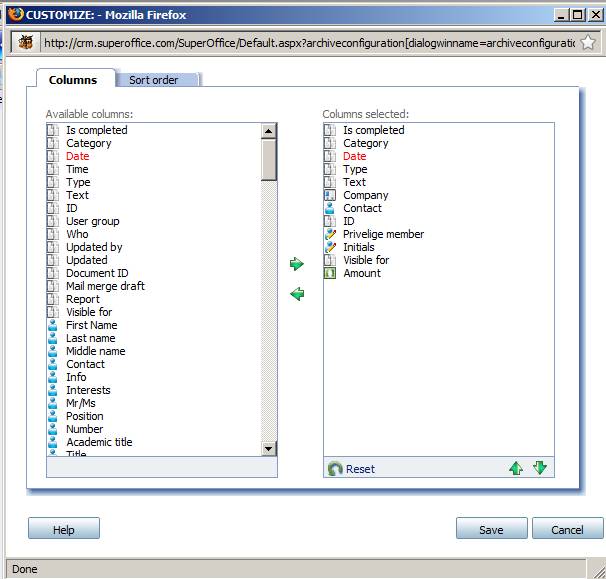 CUSTOMIZE: - Mozilla Firefox
http://crm.superoffice.com/SuperOffice/Default.aspx?archiveconfiguration[dialogwinname=archiveconfiguratic
Columns
Sort order
Available columns:
Is completed
Category
Date
Time
Type
Text
ID
User group
Who
Updated by
Updated
Document ID
Mail merge draft
Report
Visible for
First Name
Last name
Middle name
Contact
Info
Interests
Mr/Ms
Position
Number
Academic title
Title
Columns selected:
Is completed
Category
Date
Type
Text
Company
Contact
ID
Privelige member
Initials
Visible for
Amount
Reset
Help
Save
Cancel
Done